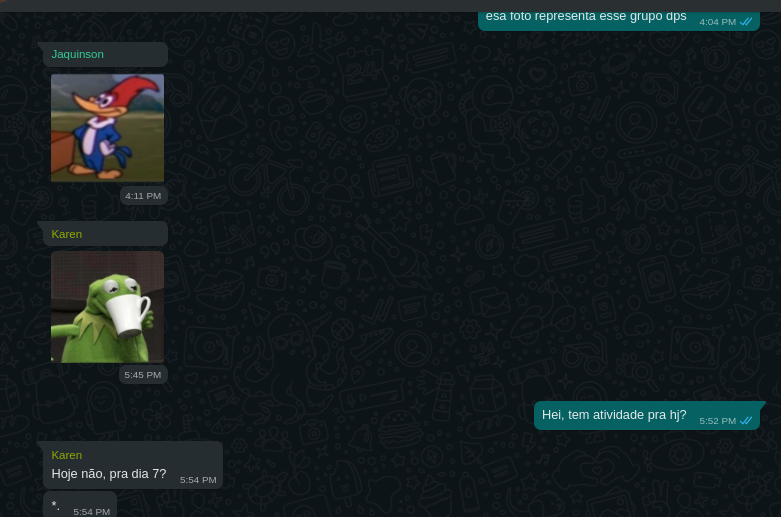 esa foto representa esse grupo dps
4:04 PM
Jaquinson
4:11 PM
Karen
5:45 PM
Hei, tem atividade pra hj?
5:52 PM
Karen
Hoje não, pra dia 7?
5:54 PM
*.
5:54 PM